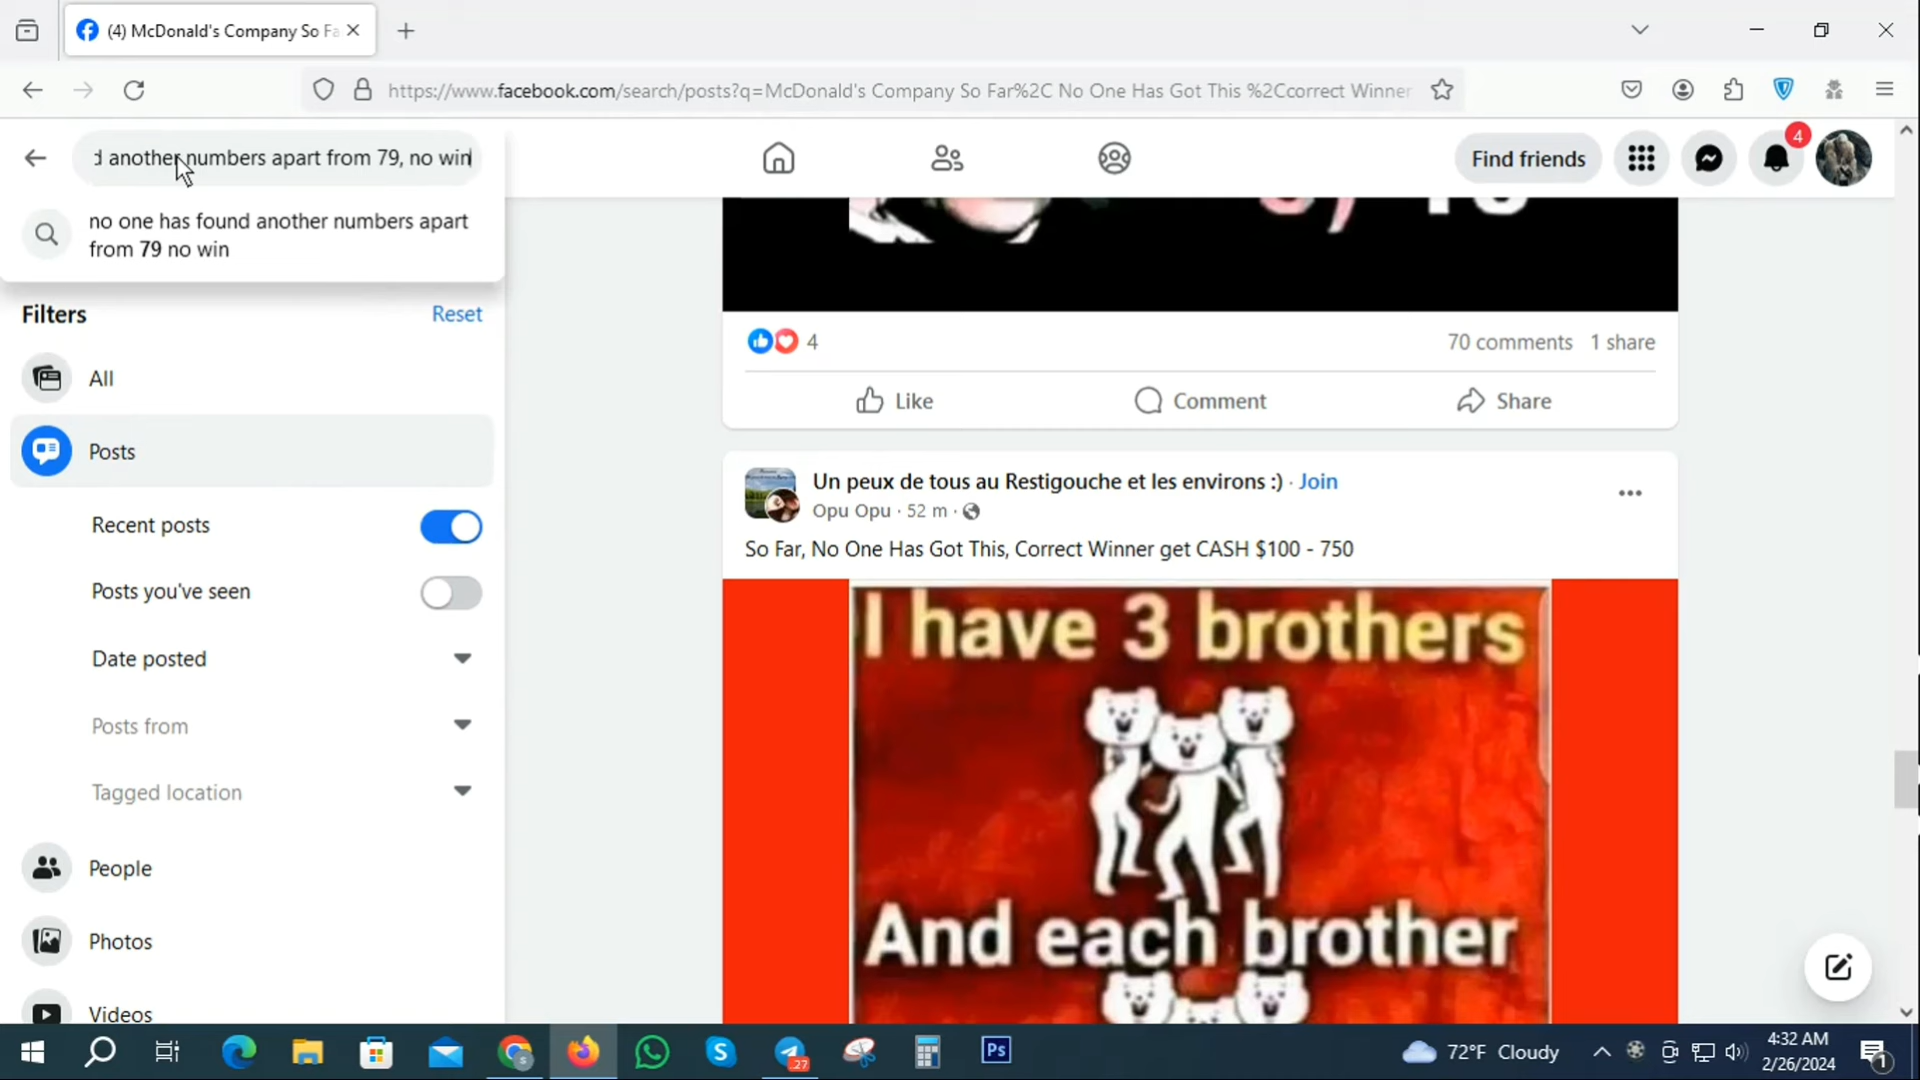 (4) McDonald's Company So Fa
https://www.facebook.com/search/posts?q=McDonald's Company So Far%2C No One Has Got This %2Ccorrect Winner
d another numbers apart from 79, no win
Find friends
4
no one has found another numbers apart
from 79 no win
Filters
Reset
All
Posts
Recent posts
Posts you've seen
Date posted
Posts from
Tagged location
People
Photos
Videos
4
70 comments 1 share
Like
Comment
Share
Un peux de tous au Restigouche et les environs :) · Join
Opu Opu · 52 m ·
So Far, No One Has Got This, Correct Winner get CASH $100 - 750
I have 3 brothers
And each brother
27
Ps
72°F Cloudy
4:32 AM
2/26/2024
1